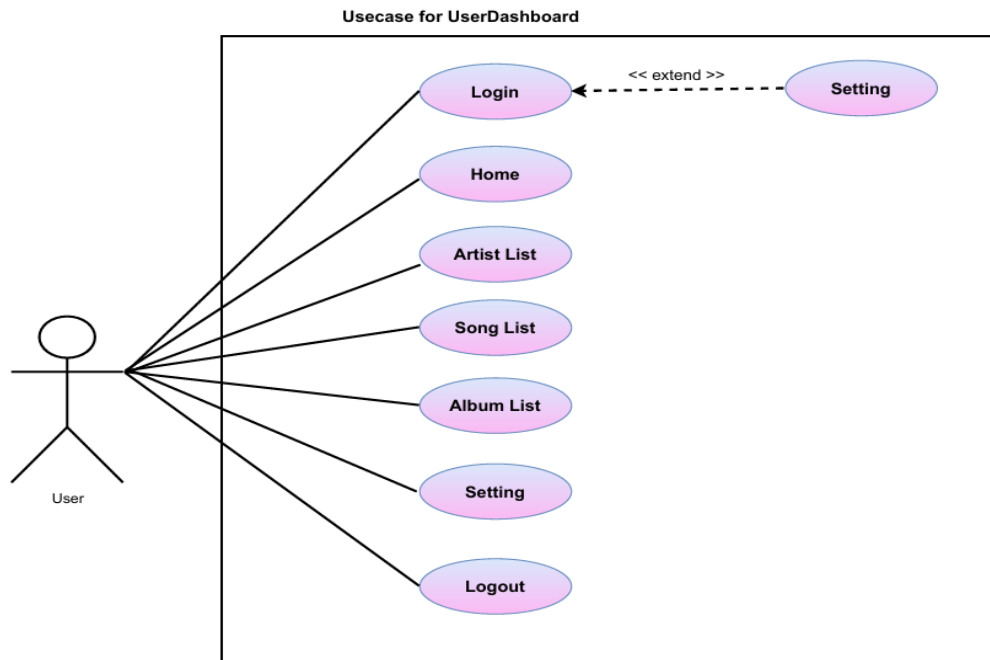 Usecase for UserDashboard
Login
<< extend >>
Setting
Home
Artist List
Song List
Album List
Setting
Logout
User